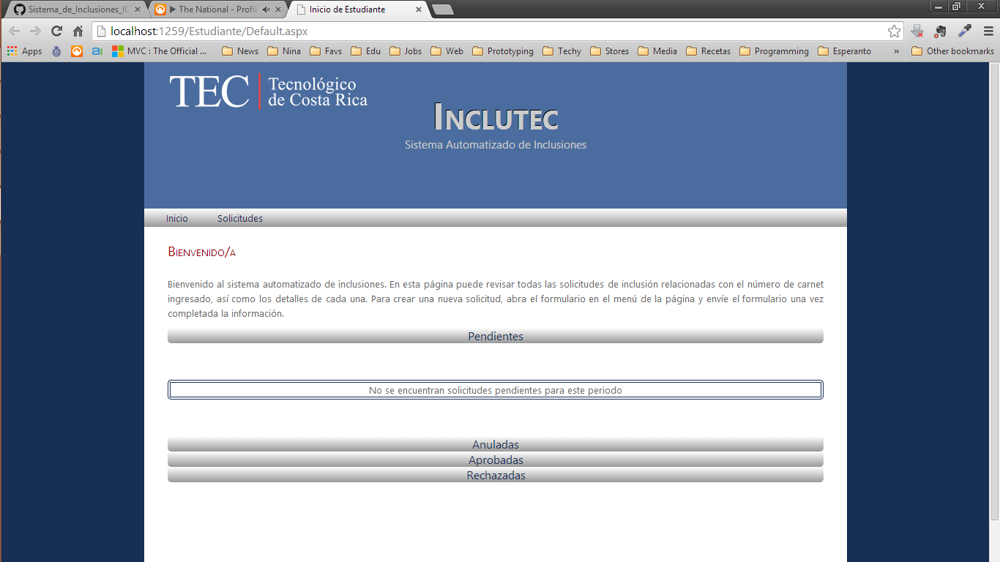 Sistema_de_Inclusiones_IC
▶ The National - Profil
Inicio de Estudiante
localhost:1259/Estudiante/Default.aspx
Apps
MVC : The Official ...
News
Nina
Favs
Edu
Jobs
Web
Prototyping
Techy
Stores
Media
Recetas
Programming
Esperanto
»
Other bookmarks
TEC
Tecnológico
de Costa Rica
Inclutec
Sistema Automatizado de Inclusiones
Inicio
Solicitudes
Bienvenido/a
Bienvenido al sistema automatizado de inclusiones. En esta página puede revisar todas las solicitudes de inclusión relacionadas con el número de carnet
ingresado, así como los detalles de cada una. Para crear una nueva solicitud, abra el formulario en el menú de la página y envíe el formulario una vez
completada la información.
Pendientes
No se encuentran solicitudes pendientes para este periodo
Anuladas
Aprobadas
Rechazadas